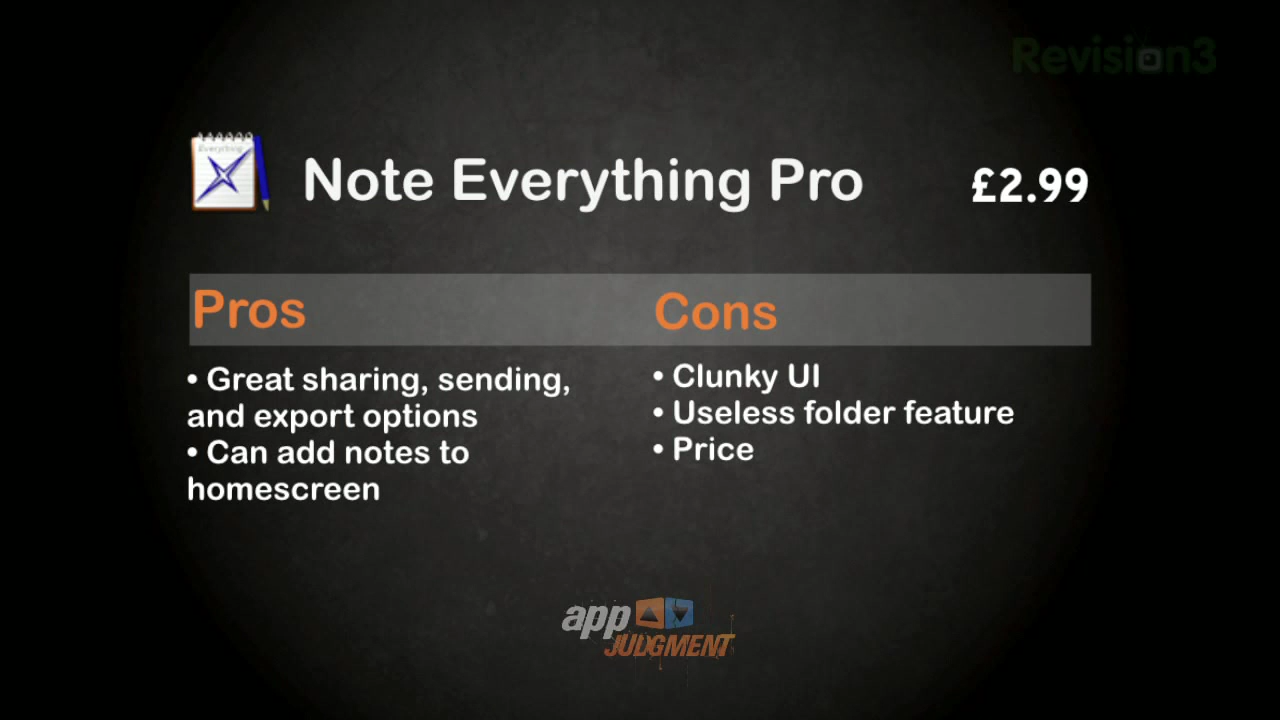 Revision3
Everything
Note Everything Pro
£2.99
Pros
Cons
• Great sharing, sending,
and export options
• Can add notes to
homescreen
• Clunky UI
• Useless folder feature
• Price
app
JUDGMENT